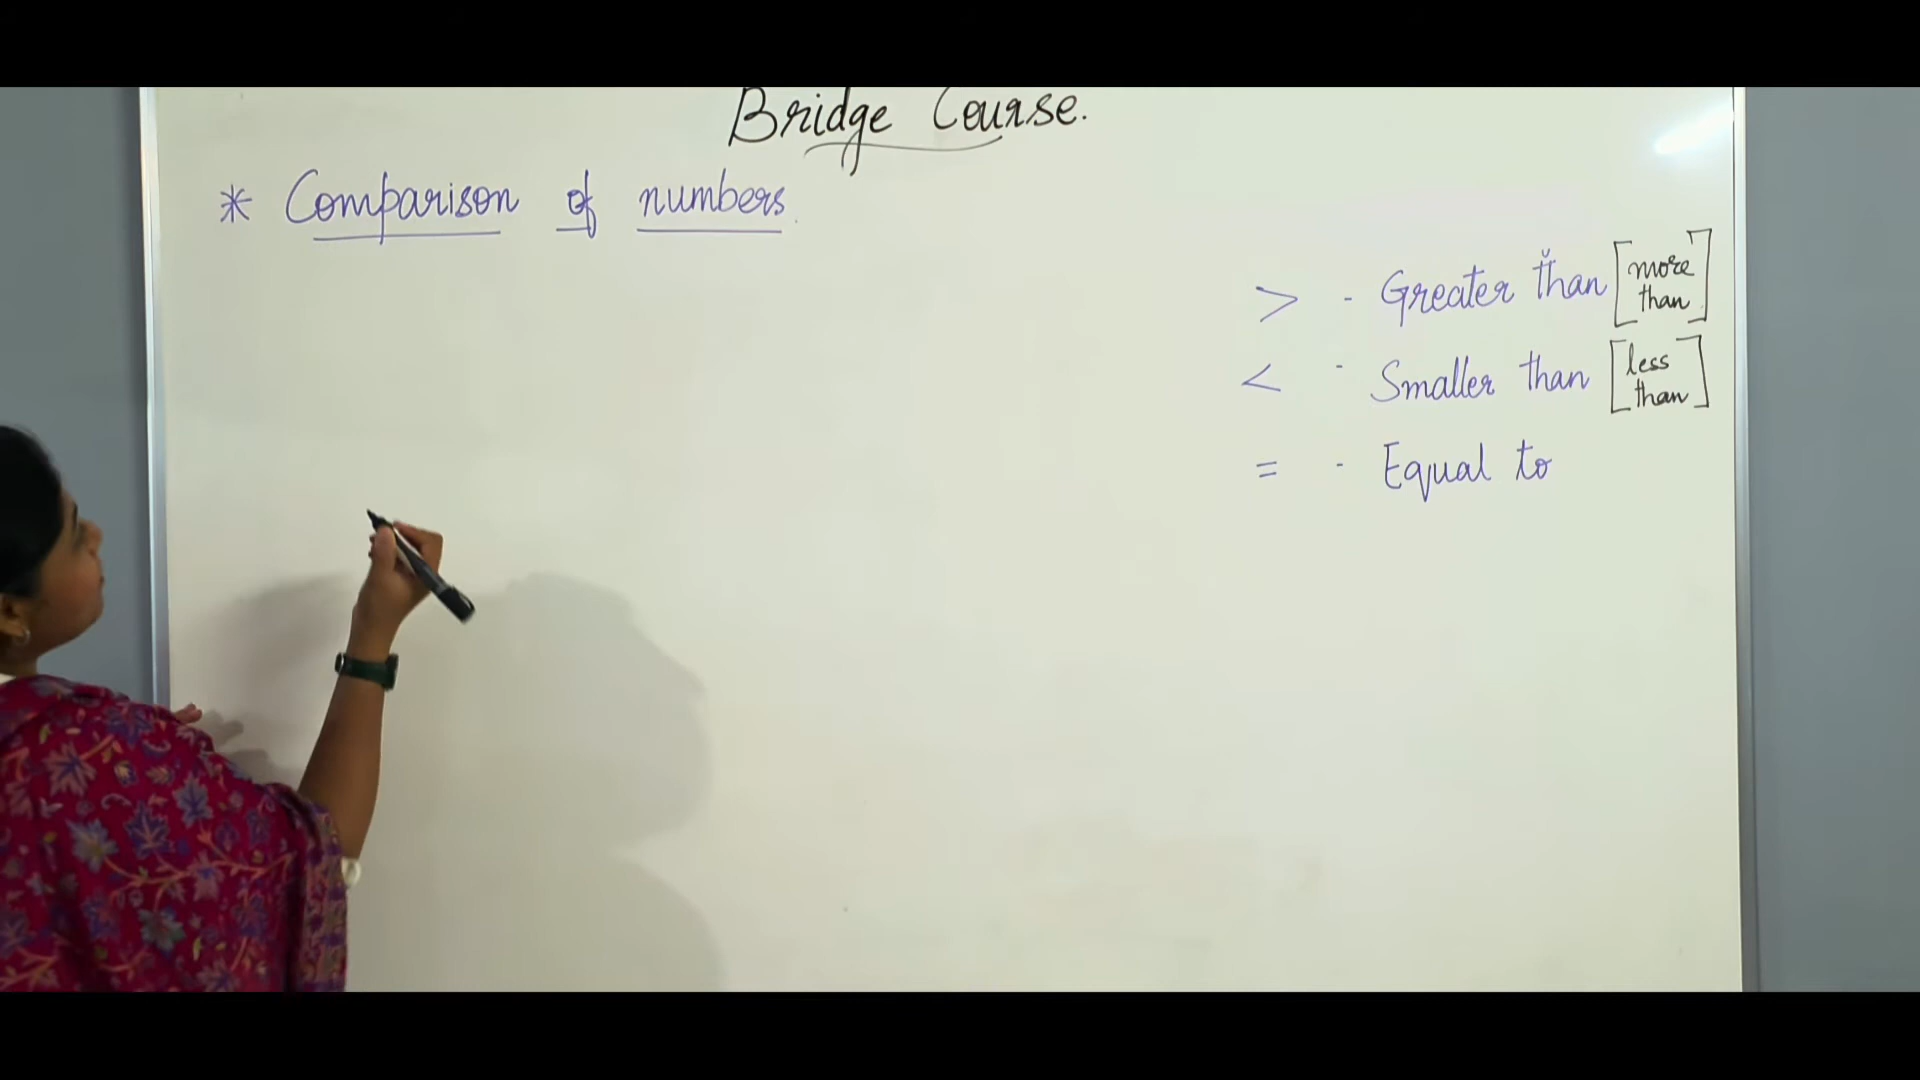 Bridge Course.
* Comparison of numbers.
> - Greater than [more than]
< - Smaller than [less than]
= - Equal to